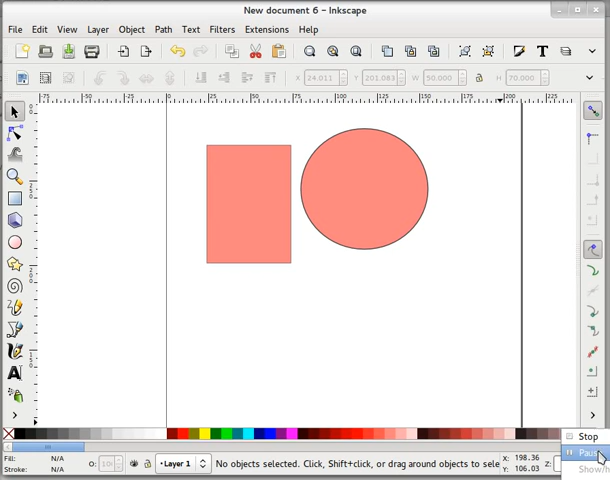 New document 6 - Inkscape
File Edit View Layer Object Path Text Filters Extensions Help
X 24.011 Y 201.083 W 50.000 H 70.000
-75 -50 -25 0 25 50 75 100 125 150 175 200 225
Stop
Pause
Show/h
Fill: N/A
Stroke: N/A
O:
Layer 1
No objects selected. Click, Shift+click, or drag around objects to sele
X: 198.36
Y: 106.03
Z: